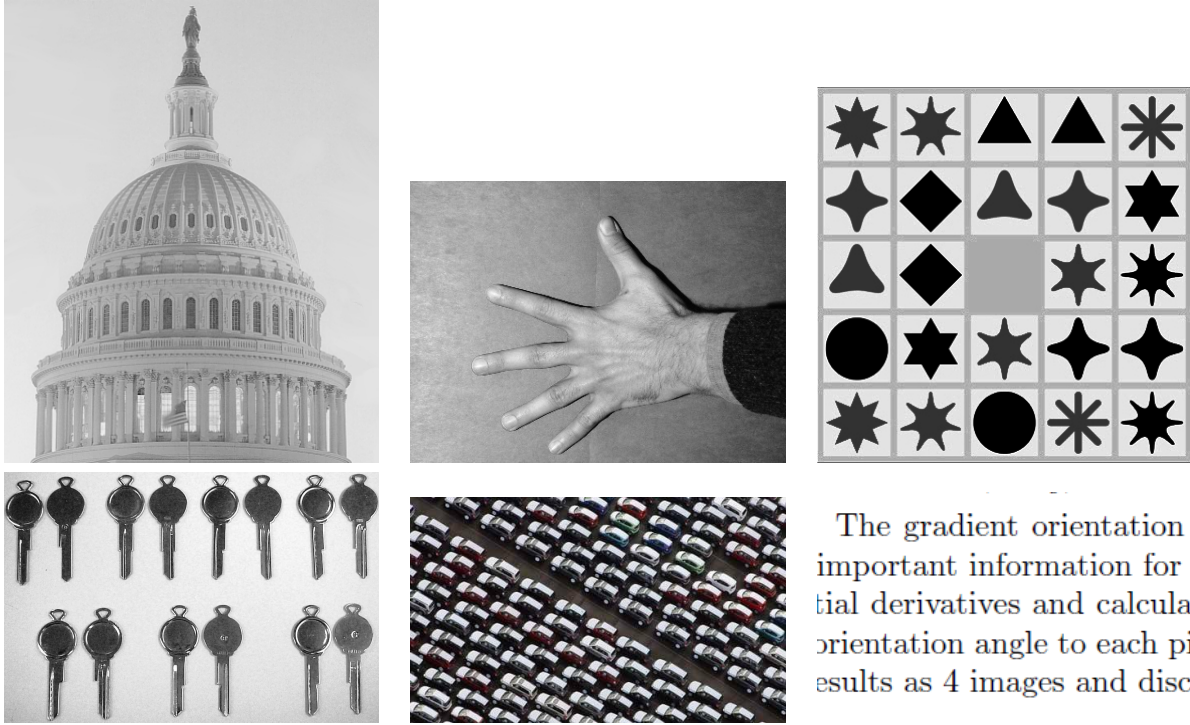 The gradient orientation
important information for
tial derivatives and calcula
orientation angle to each pi
esults as 4 images and disc